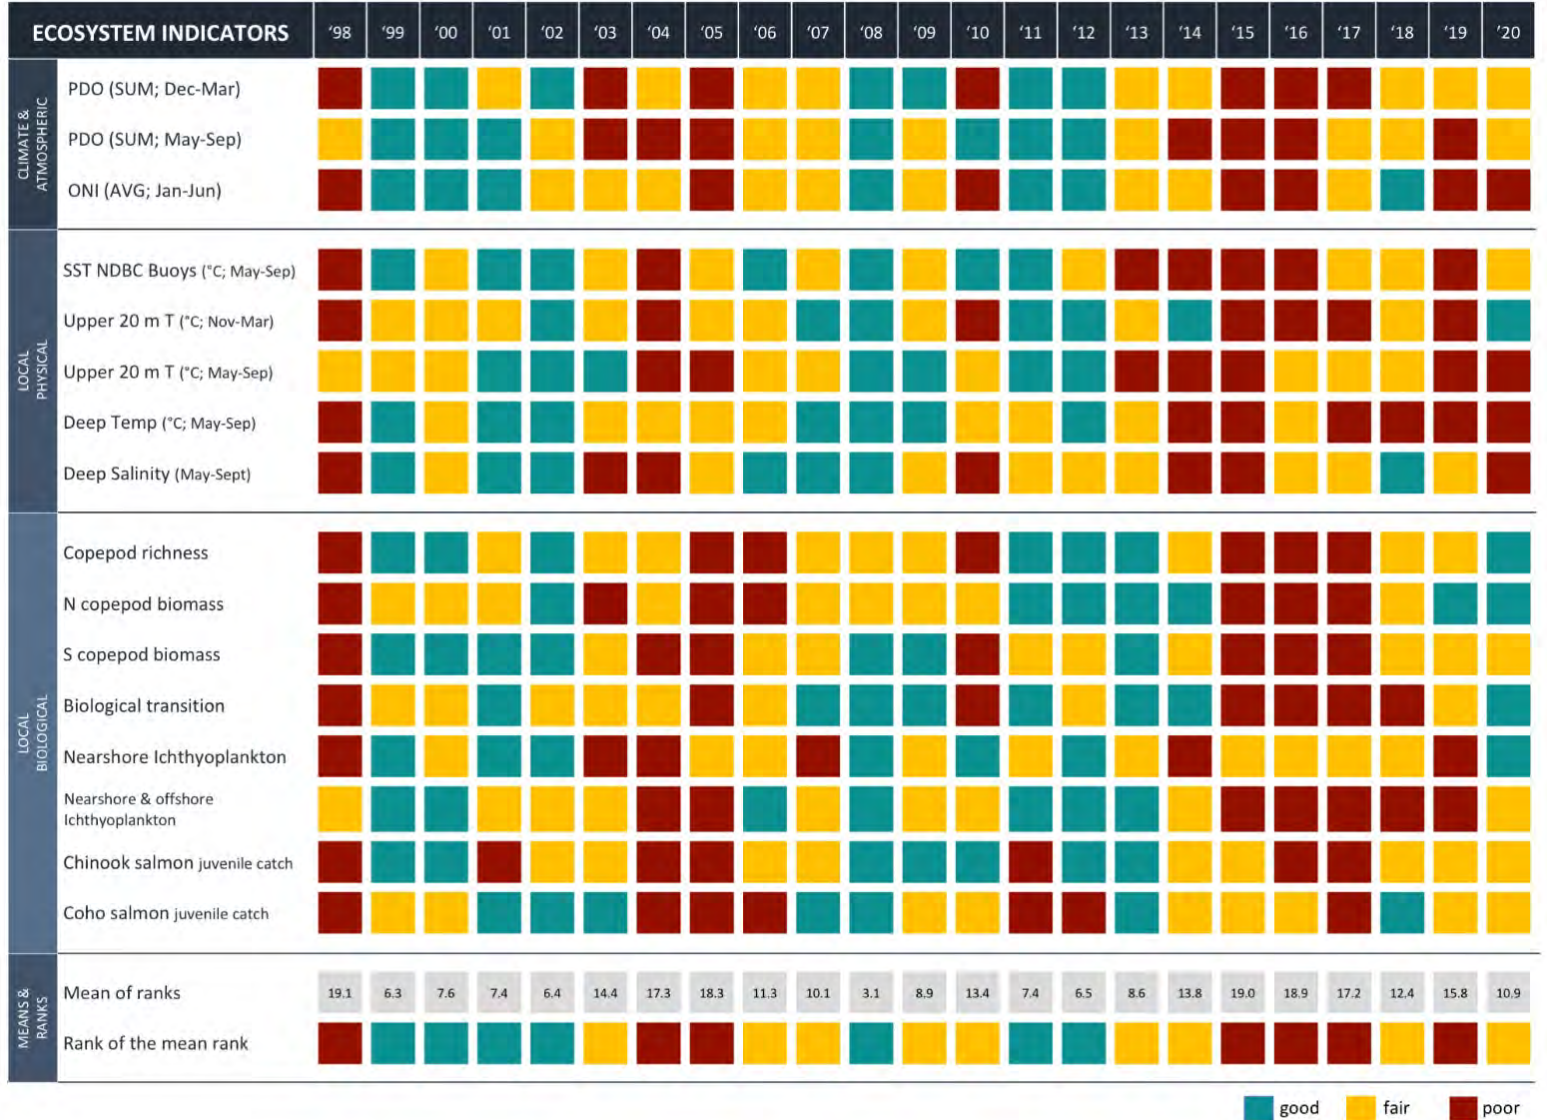 ECOSYSTEM INDICATORS ‘98 ‘99 ‘00 ‘01 ‘02 ‘03 ‘04 ‘05 ‘06 ‘07 ‘08 ‘09 ‘10 ‘11 ‘12 ‘13 ‘14 ‘15 ‘16 ‘17 ‘18 ‘19 ‘20
CLIMATE &
ATMOSPHERIC
PDO (SUM; Dec-Mar)
PDO (SUM; May-Sep)
ONI (AVG; Jan-Jun)
LOCAL
PHYSICAL
SST NDBC Buoys (°C; May-Sep)
Upper 20 m T (°C; Nov-Mar)
Upper 20 m T (°C; May-Sep)
Deep Temp (°C; May-Sep)
Deep Salinity (May-Sept)
LOCAL
BIOLOGICAL
Copepod richness
N copepod biomass
S copepod biomass
Biological transition
Nearshore Ichthyoplankton
Nearshore & offshore
Ichthyoplankton
Chinook salmon juvenile catch
Coho salmon juvenile catch
MEANS &
RANKS
Mean of ranks 19.1 6.3 7.6 7.4 6.4 14.4 17.3 18.3 11.3 10.1 3.1 8.9 13.4 7.4 6.5 8.6 13.8 19.0 18.9 17.2 12.4 15.8 10.9
Rank of the mean rank
good fair poor